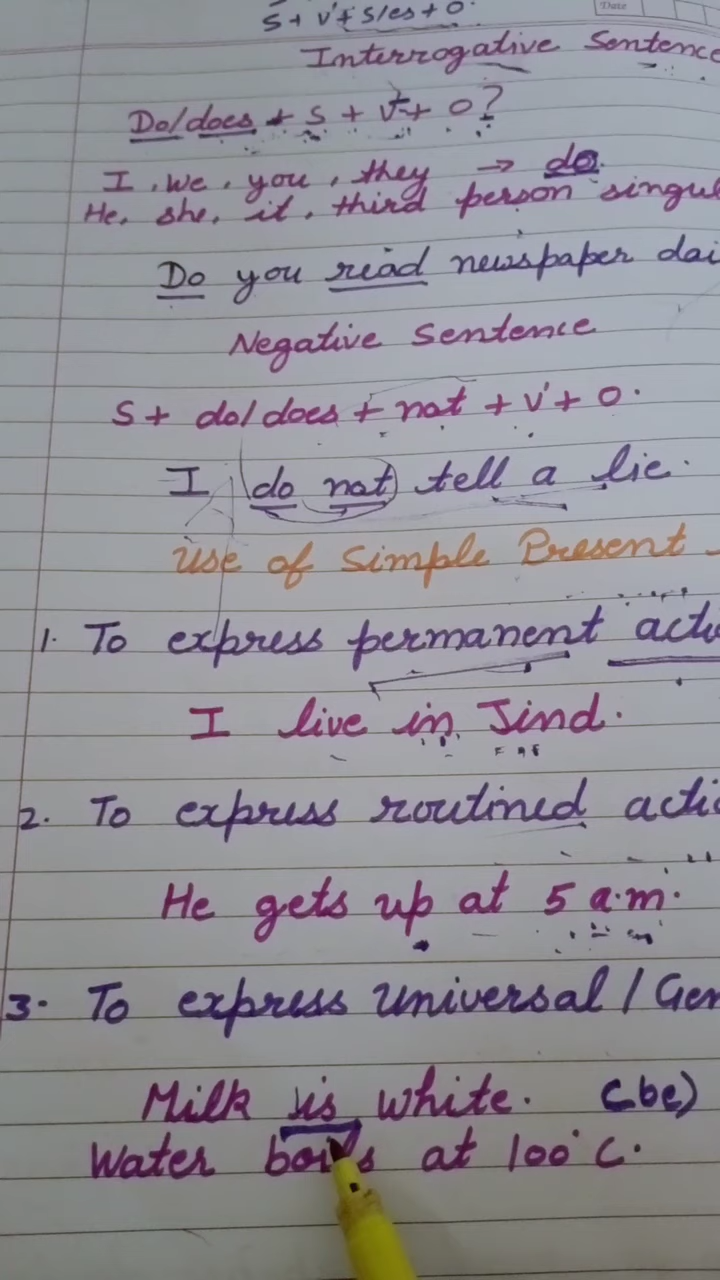 S + V¹ + s/es + O
Date
Interrogative Sentence
Do/does + S + V¹ + O?
I, we, you, they → do.
He, she, it, third person singul
Do you read newspaper dai
Negative Sentence
S + do/does + not + V¹ + O.
I do not tell a lie.
Use of Simple Present
1. To express permanent acti
I live in Jind.
2. To express routined actio
He gets up at 5 a.m.
3. To express universal / Gen
Milk is white. (be)
Water boils at 100°C.